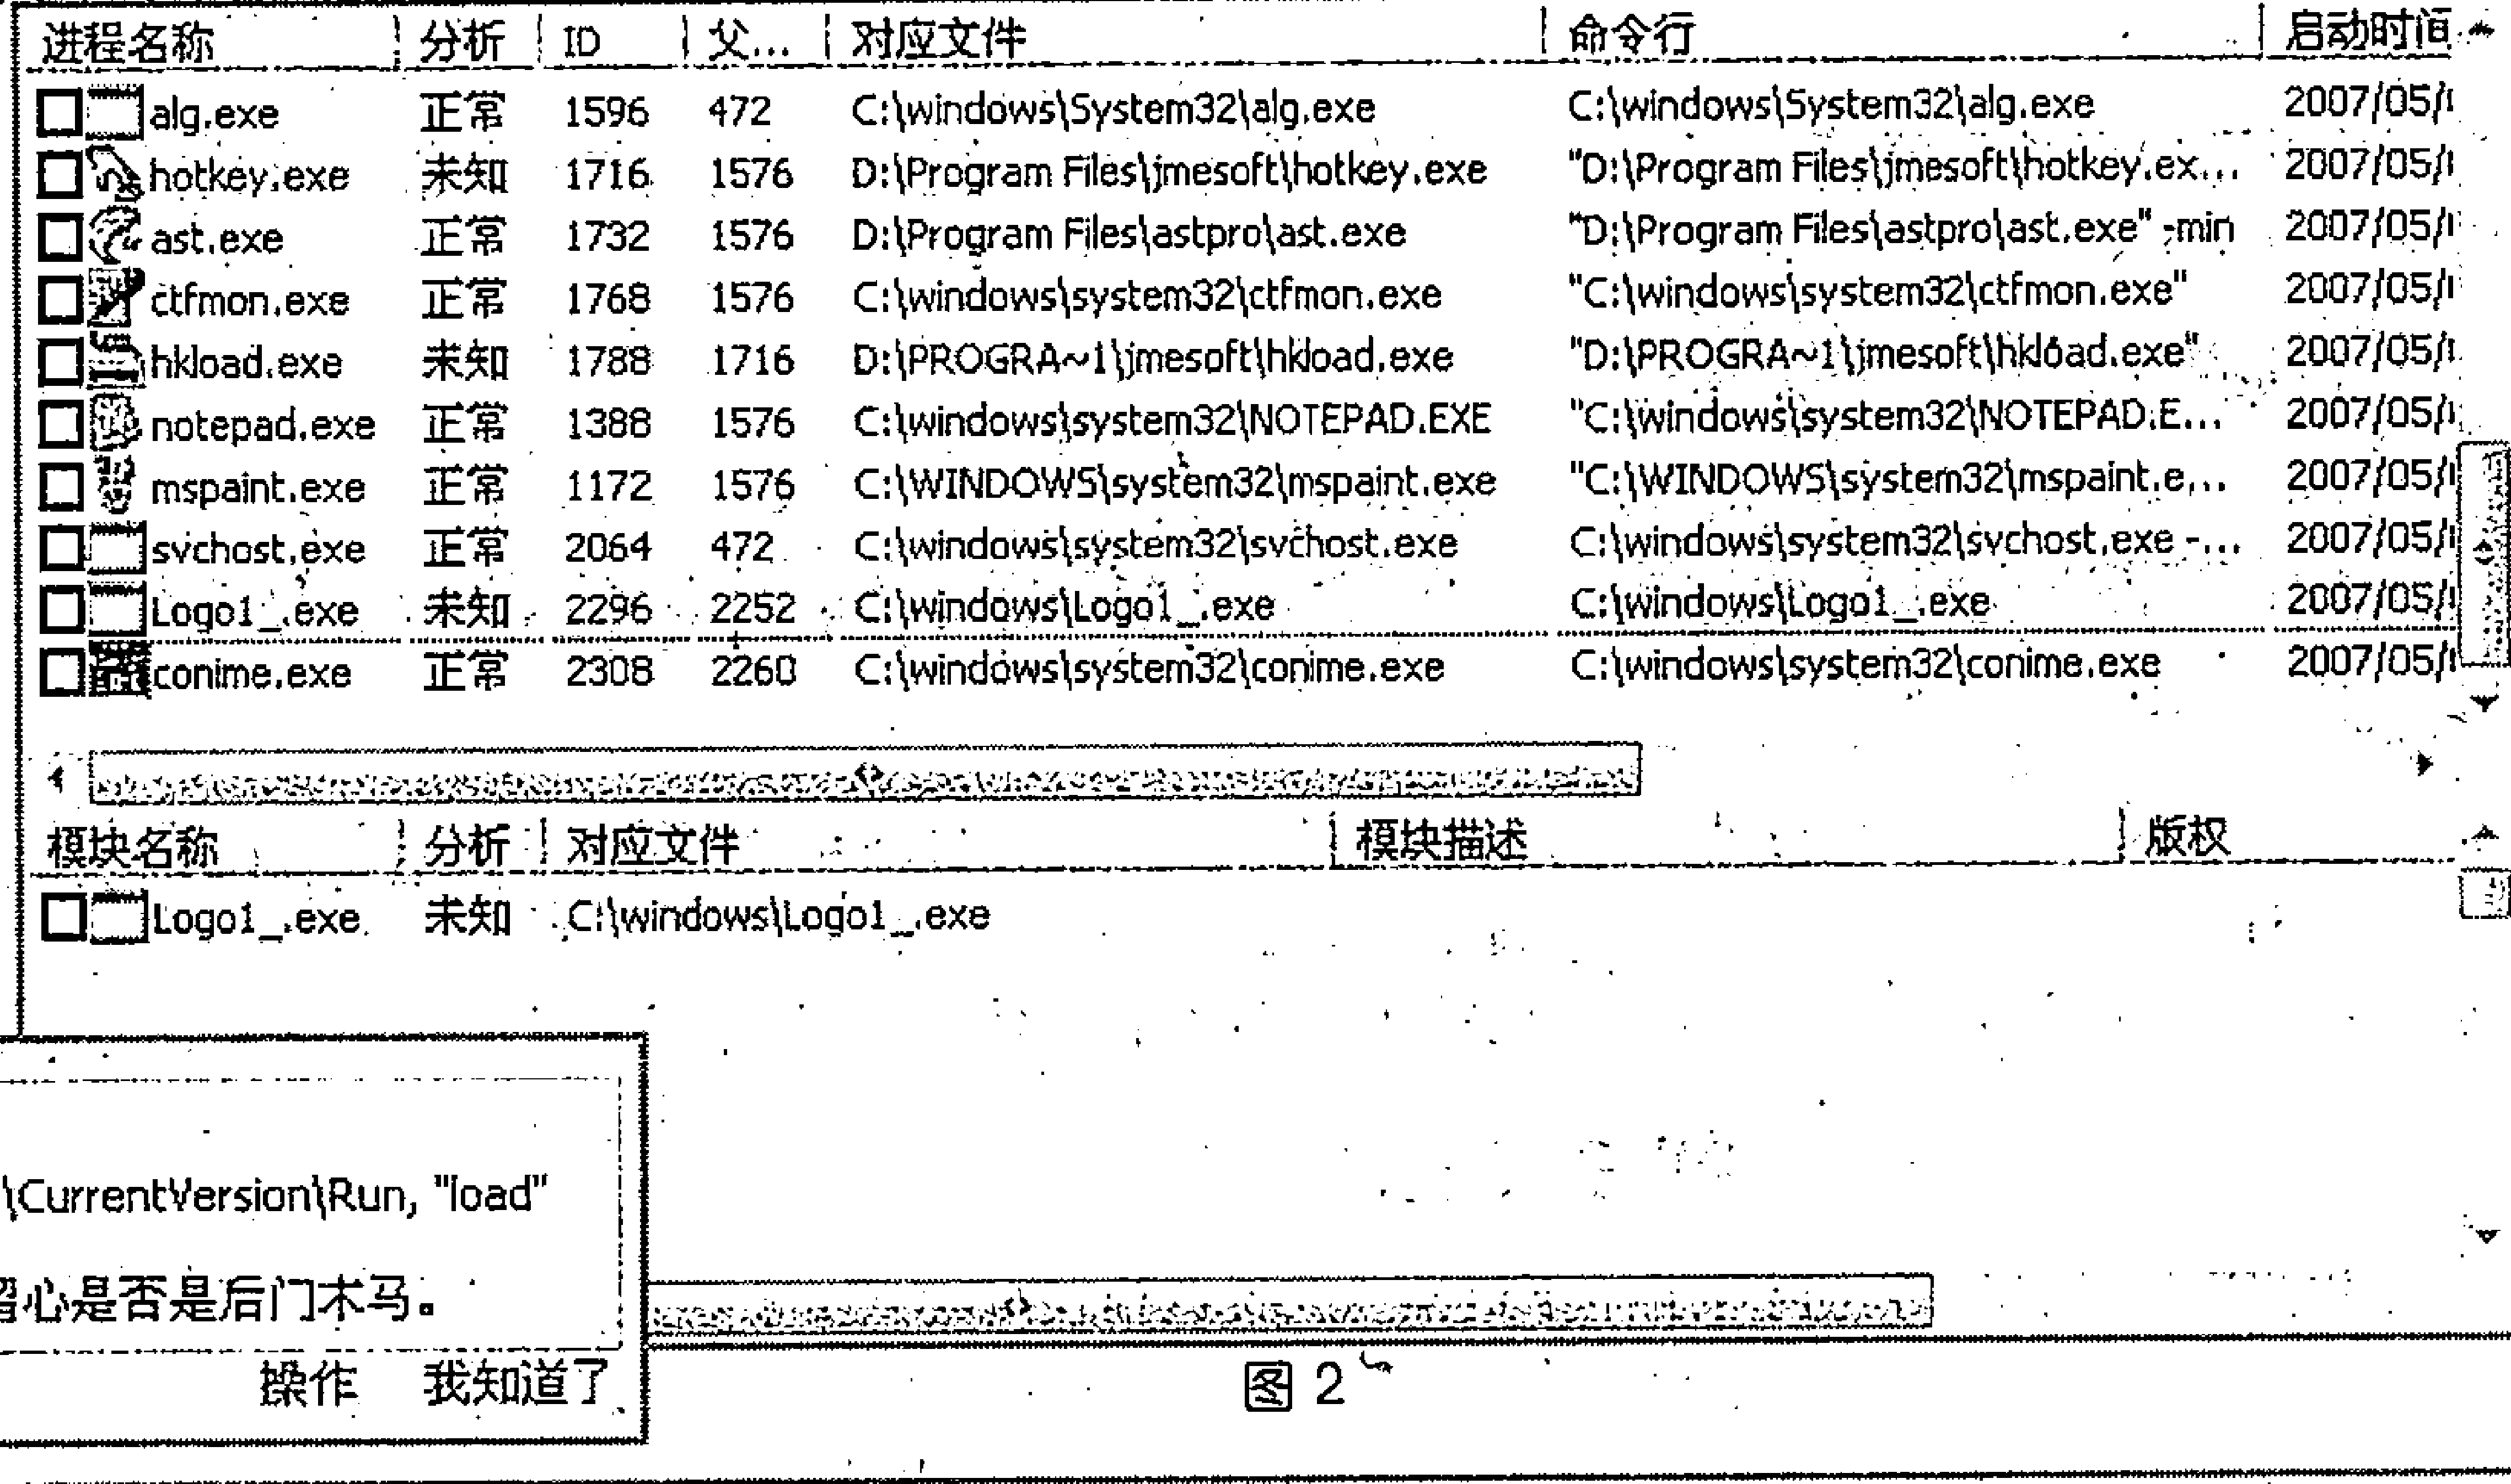 进程名称 分析 ID 父... 对应文件 命令行 启动时间
alg.exe 正常 1596 472 C:\windows\System32\alg.exe C:\windows\System32\alg.exe 2007/05/
hotkey.exe 未知 1716 1576 D:\Program Files\jmesoft\hotkey.exe "D:\Program Files\jmesoft\hotkey.ex... 2007/05/
ast.exe 正常 1732 1576 D:\Program Files\astpro\ast.exe "D:\Program Files\astpro\ast.exe" -min 2007/05/
ctfmon.exe 正常 1768 1576 C:\windows\system32\ctfmon.exe "C:\windows\system32\ctfmon.exe" 2007/05/
hkload.exe 未知 1788 1716 D:\PROGRA~1\jmesoft\hkload.exe "D:\PROGRA~1\jmesoft\hkload.exe" 2007/05/
notepad.exe 正常 1388 1576 C:\windows\system32\NOTEPAD.EXE "C:\windows\system32\NOTEPAD.E... 2007/05/
mspaint.exe 正常 1172 1576 C:\WINDOWS\system32\mspaint.exe "C:\WINDOWS\system32\mspaint.e... 2007/05/
svchost.exe 正常 2064 472 C:\windows\system32\svchost.exe C:\windows\system32\svchost.exe -... 2007/05/
Logo1_.exe 未知 2296 2252 C:\windows\Logo1_.exe C:\windows\Logo1_.exe 2007/05/
conime.exe 正常 2308 2260 C:\windows\system32\conime.exe C:\windows\system32\conime.exe 2007/05/
模块名称 分析 对应文件 模块描述 版权
Logo1_.exe 未知 C:\windows\Logo1_.exe
\CurrentVersion\Run, "load"
心是否是后门木马。
操作 我知道了
图 2